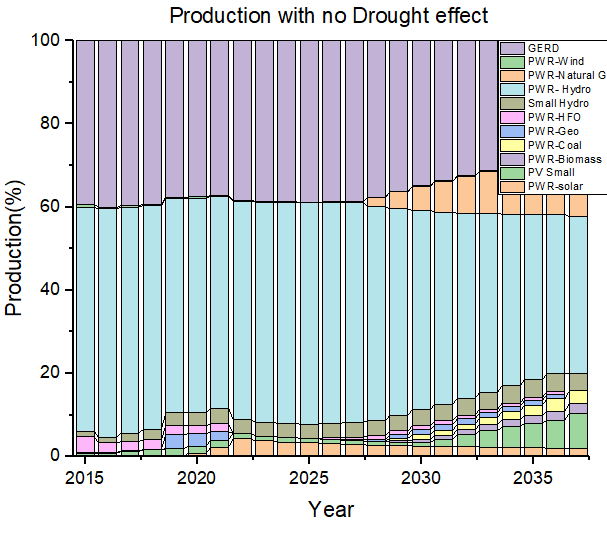 Production with no Drought effect
100
80
60
40
20
0
Production(%)
2015
2020
2025
2030
2035
Year
GERD
PWR-Wind
PWR-Natural G
PWR- Hydro
Small Hydro
PWR-HFO
PWR-Geo
PWR-Coal
PWR-Biomass
PV Small
PWR-solar